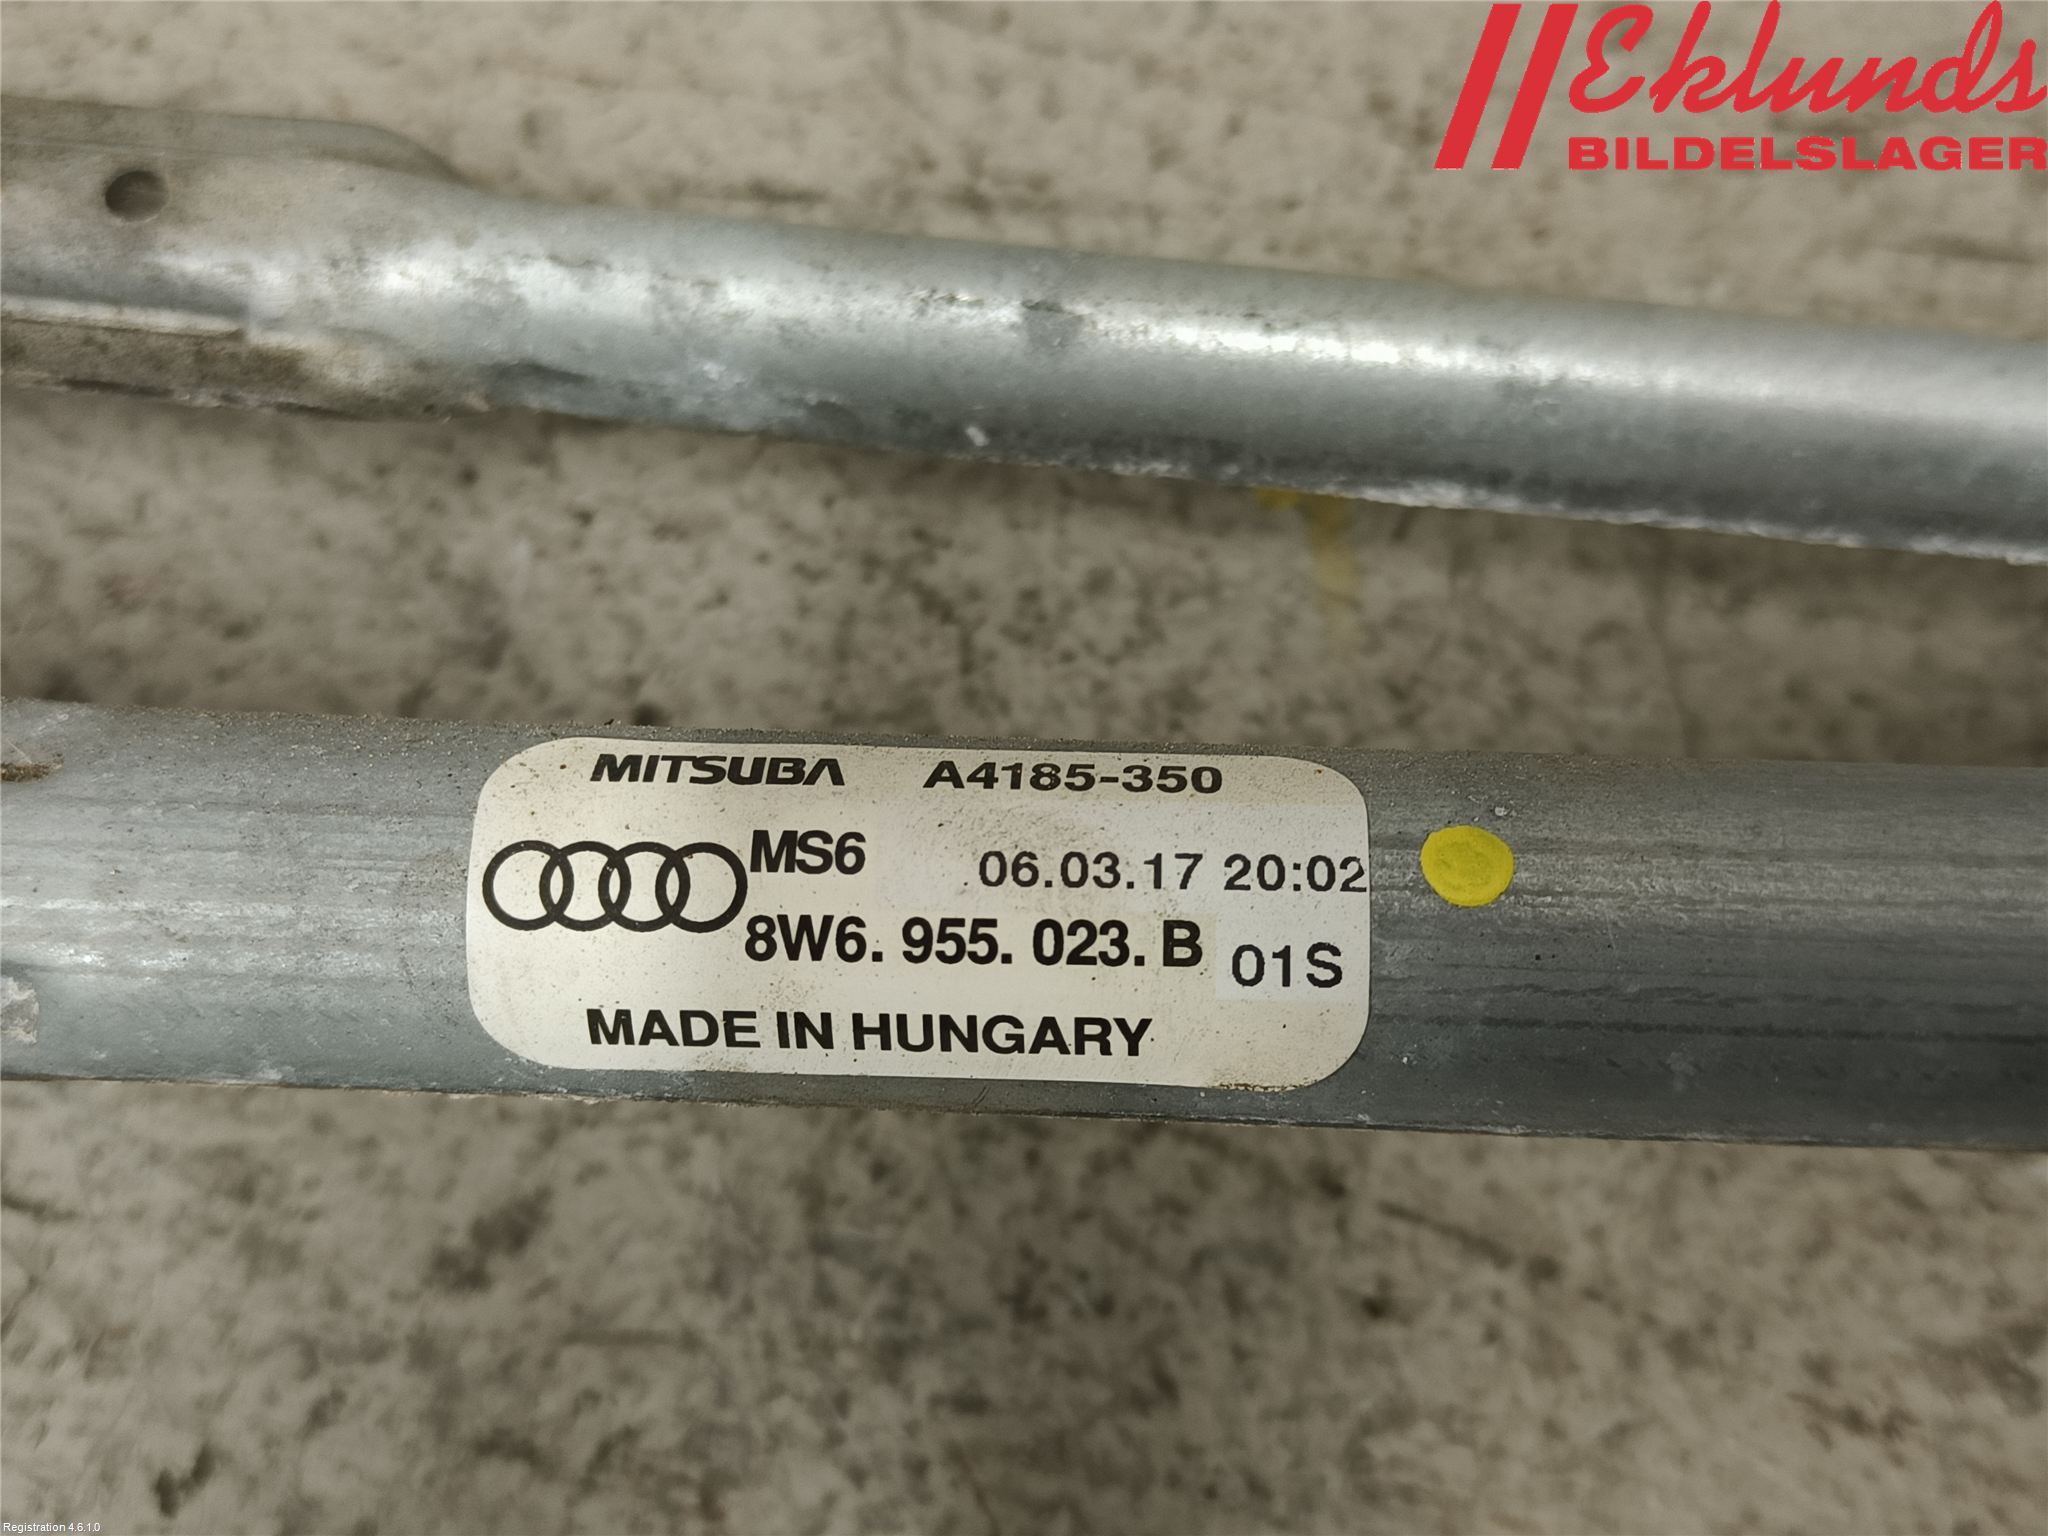 Eklunds
BILDELSLAGER
MITSUBA A4185-350
MS6 06.03.17 20:02
8W6. 955. 023. B 01S
MADE IN HUNGARY
Registration 4.6.1.0